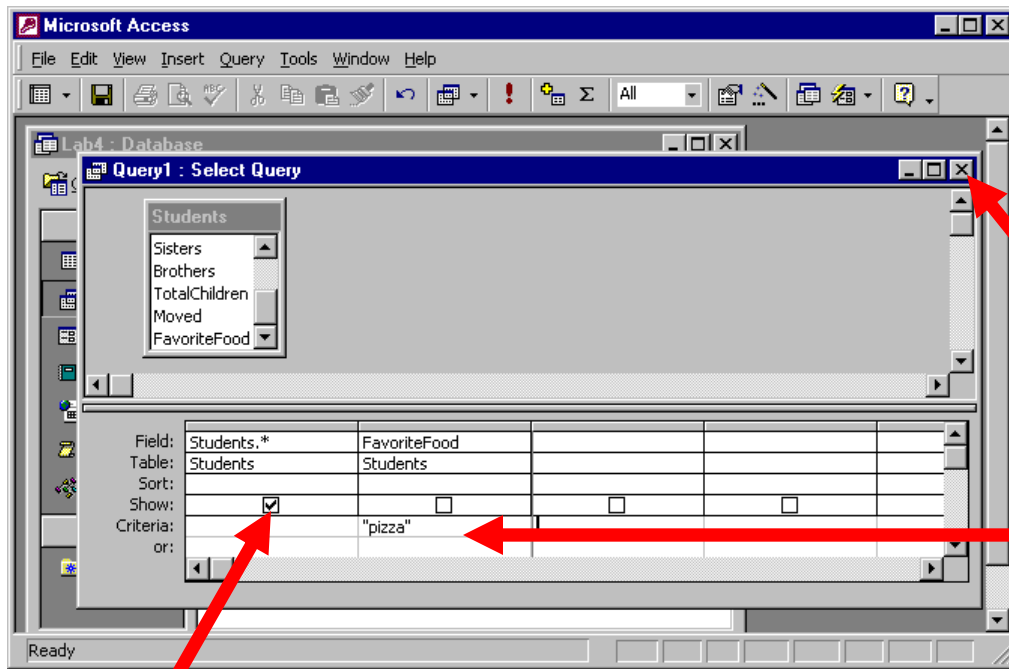 Microsoft Access
File Edit View Insert Query Tools Window Help
ABC Σ All
Lab4 : Database
Query1 : Select Query
Students
Sisters
Brothers
TotalChildren
Moved
FavoriteFood
Field: Students.* FavoriteFood
Table: Students Students
Sort:
Show:
Criteria: "pizza"
or:
Ready